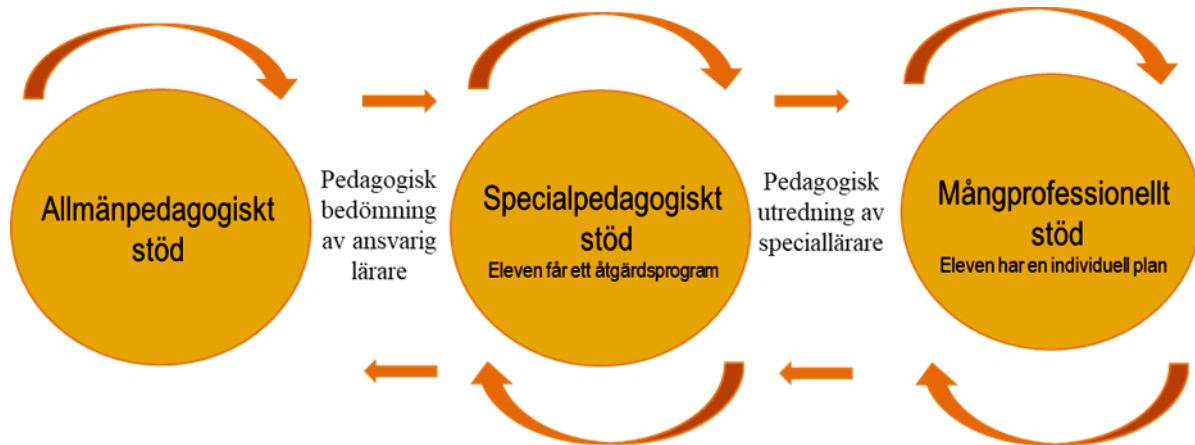 Allmänpedagogiskt
stöd
Pedagogisk
bedömning
av ansvarig
lärare
Specialpedagogiskt
stöd
Eleven får ett åtgärdsprogram
Pedagogisk
utredning av
speciallärare
Mångprofessionellt
stöd
Eleven har en individuell plan